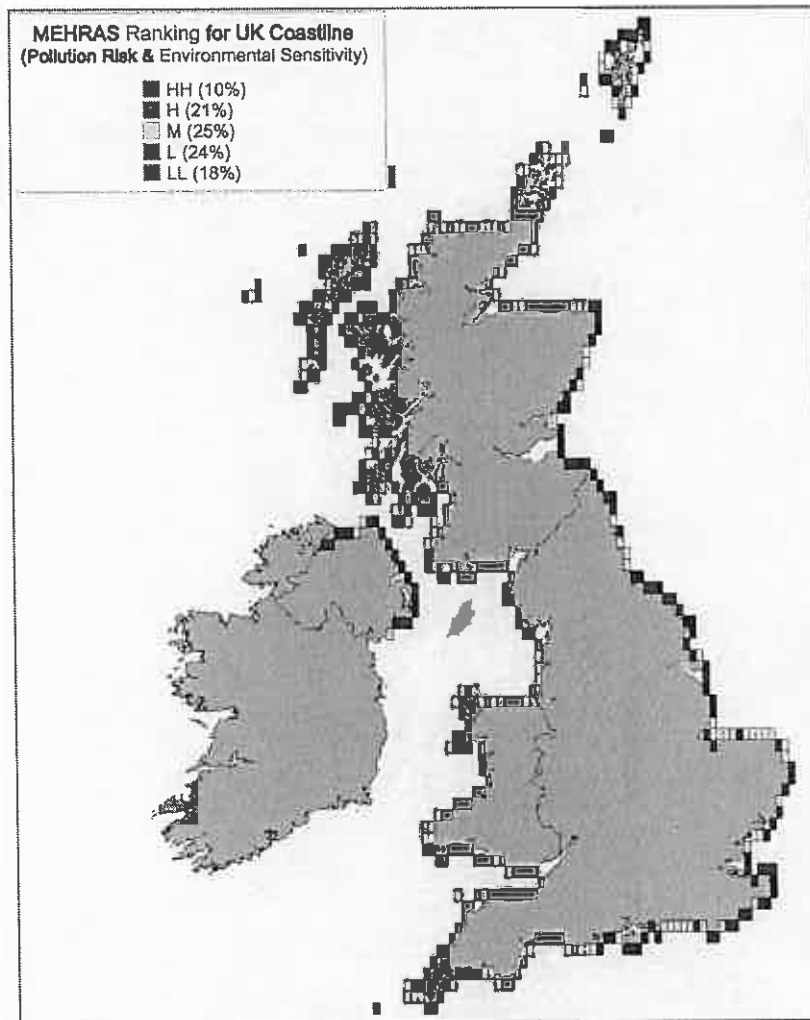 MEHRAS Ranking for UK Coastline
(Pollution Risk & Environmental Sensitivity)
HH (10%)
H (21%)
M (25%)
L (24%)
LL (18%)